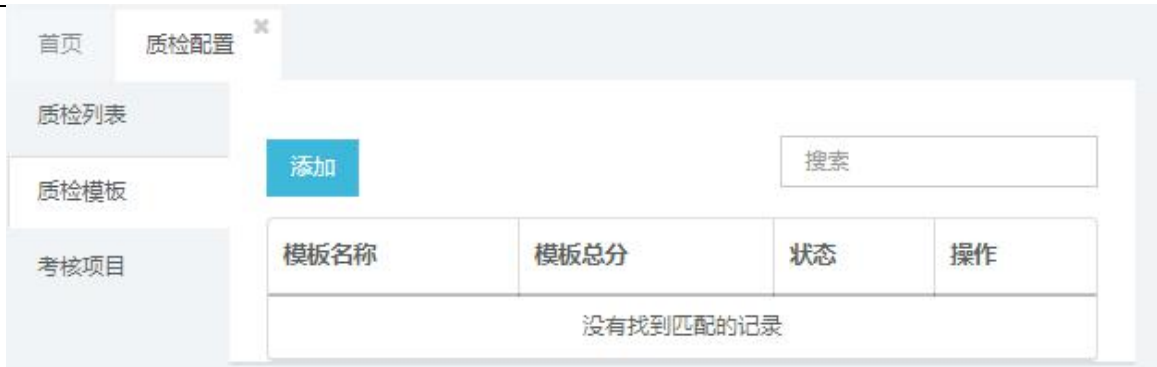 首页 质检配置
质检列表
添加 搜索
质检模板
模板名称 模板总分 状态 操作
考核项目
没有找到匹配的记录